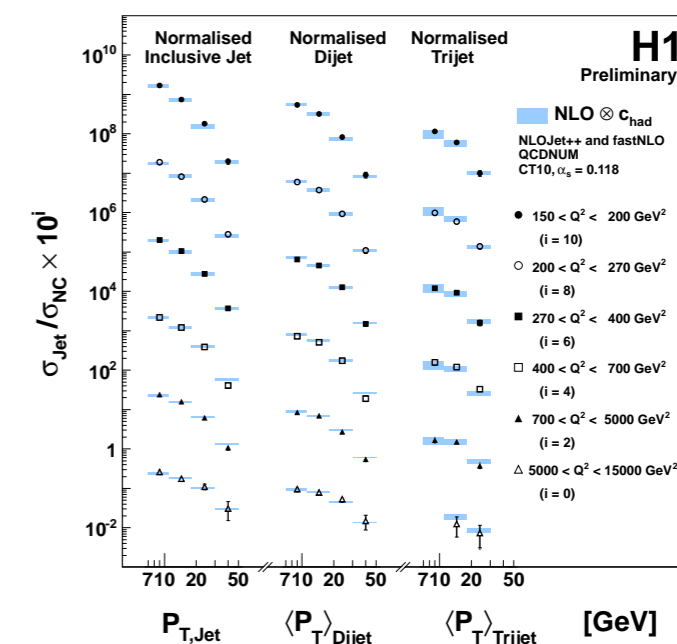 Normalised Inclusive Jet
Normalised Dijet
Normalised Trijet
H1
Preliminary
NLO ⊗ c_had
NLOJet++ and fastNLO
QCDNUM
CT10, α_s = 0.118
150 < Q² < 200 GeV²
(i = 10)
200 < Q² < 270 GeV²
(i = 8)
270 < Q² < 400 GeV²
(i = 6)
400 < Q² < 700 GeV²
(i = 4)
700 < Q² < 5000 GeV²
(i = 2)
5000 < Q² < 15000 GeV²
(i = 0)
σ_Jet / σ_NC × 10^i
10^10
10^8
10^6
10^4
10^2
1
10^-2
7 10 20 50 7 10 20 50 7 10 20 50
P_T,Jet ⟨P_T⟩_Dijet ⟨P_T⟩_Trijet [GeV]